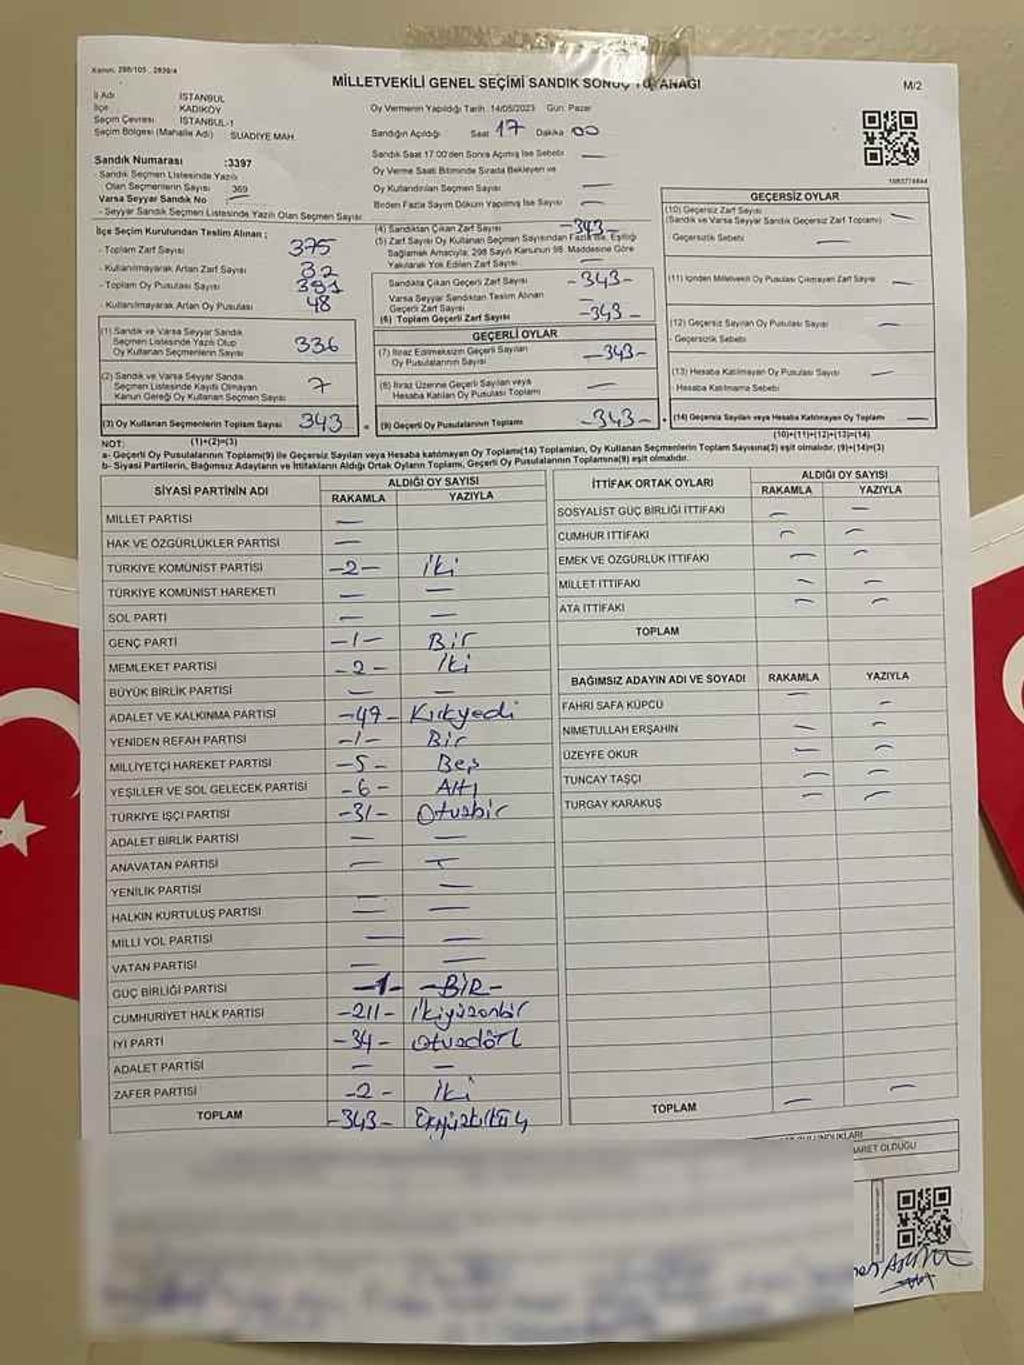 Kanun, 298/105 , 2839/4
MİLLETVEKİLİ GENEL SEÇİMİ SANDIK SONUÇ TUTANAĞI
M/2
İl Adı İSTANBUL
İlçe KADIKÖY
Seçim Çevresi İSTANBUL-1
Seçim Bölgesi (Mahalle Adı) SUADİYE MAH
Sandık Numarası :3397
Sandık Seçmen Listesinde Yazılı
Olan Seçmenlerin Sayısı : 369
Varsa Seyyar Sandık No —
- Seyyar Sandık Seçmen Listesinde Yazılı Olan Seçmen Sayısı
İlçe Seçim Kurulundan Teslim Alınan ;
- Toplam Zarf Sayısı 375
- Kullanılmayarak Artan Zarf Sayısı 32
- Toplam Oy Pusulası Sayısı 391
- Kullanılmayarak Artan Oy Pusulası 48
(1) Sandık ve Varsa Seyyar Sandık
Seçmen Listesinde Yazılı Olup
Oy Kullanan Seçmenlerin Sayısı 336
(2) Sandık ve Varsa Seyyar Sandık
Seçmen Listesinde Kayıtlı Olmayan
Kanun Gereği Oy Kullanan Seçmen Sayısı 7
(3) Oy Kullanan Seçmenlerin Toplam Sayısı 343 =
Oy Vermenin Yapıldığı Tarih: 14/05/2023 Gün: Pazar
Sandığın Açıldığı Saat 17 Dakika 00
Sandık Saat 17:00'den Sonra Açılmış İse Sebebi —
Oy Verme Saati Bitiminde Sırada Bekleyen ve
Oy Kullandırılan Seçmen Sayısı —
Birden Fazla Sayım Döküm Yapılmış İse Sayısı —
(4) Sandıktan Çıkan Zarf Sayısı -343-
(5) Zarf Sayısı Oy Kullanan Seçmen Sayısından Fazla İse, Eşitliği
Sağlamak Amacıyla, 298 Sayılı Kanunun 98. Maddesine Göre
Yakılarak Yok Edilen Zarf Sayısı —
Sandıkta Çıkan Geçerli Zarf Sayısı -343-
Varsa Seyyar Sandıktan Teslim Alınan
Geçerli Zarf Sayısı —
(6) Toplam Geçerli Zarf Sayısı -343-
GEÇERLİ OYLAR
(7) İtiraz Edilmeksizin Geçerli Sayılan
Oy Pusulalarının Sayısı -343-
(8) İtiraz Üzerine Geçerli Sayılan veya
Hesaba Katılan Oy Pusulası Toplamı —
(9) Geçerli Oy Pusulalarının Toplamı -343- +
GEÇERSİZ OYLAR
(10) Geçersiz Zarf Sayısı
(Sandık ve Varsa Seyyar Sandık Geçersiz Zarf Toplamı) —
Geçersizlik Sebebi —
(11) İçinden Milletvekili Oy Pusulası Çıkmayan Zarf Sayısı —
(12) Geçersiz Sayılan Oy Pusulası Sayısı —
- Geçersizlik Sebebi
(13) Hesaba Katılmayan Oy Pusulası Sayısı —
- Hesaba Katılmama Sebebi
(14) Geçersiz Sayılan veya Hesaba Katılmayan Oy Toplamı —
NOT: (1)+(2)=(3) (10)+(11)+(12)+(13)=(14)
a- Geçerli Oy Pusulasının Toplamı(9) ile Geçersiz Sayılan veya Hesaba katılmayan Oy Toplamı(14) Toplamları, Oy Kullanan Seçmenlerin Toplam Sayısına(3) eşit olmalıdır. (9)+(14)=(3)
b- Siyasi Partilerin, Bağımsız Adayların ve İttifakların Aldığı Ortak Oyların Toplamı, Geçerli Oy Pusulalarının Toplamına(9) eşit olmalıdır.
SİYASİ PARTİNİN ADI ALDIĞI OY SAYISI
RAKAMLA YAZIYLA
MİLLET PARTİSİ —
HAK VE ÖZGÜRLÜKLER PARTİSİ —
TÜRKİYE KOMÜNİST PARTİSİ -2- İki
TÜRKİYE KOMÜNİST HAREKETİ — —
SOL PARTİ — —
GENÇ PARTİ -1- Bir
MEMLEKET PARTİSİ -2- İki
BÜYÜK BİRLİK PARTİSİ — —
ADALET VE KALKINMA PARTİSİ -47- Kırkyedi
YENİDEN REFAH PARTİSİ -1- Bir
MİLLİYETÇİ HAREKET PARTİSİ -5- Beş
YEŞİLLER VE SOL GELECEK PARTİSİ -6- Altı
TÜRKİYE İŞÇİ PARTİSİ -31- Otuzbir
ADALET BİRLİK PARTİSİ — —
ANAVATAN PARTİSİ — —
YENİLİK PARTİSİ —
HALKIN KURTULUŞ PARTİSİ — —
MİLLİ YOL PARTİSİ — —
VATAN PARTİSİ — —
GÜÇ BİRLİĞİ PARTİSİ -1- -BİR-
CUMHURİYET HALK PARTİSİ -211- İkiyüzonbir
İYİ PARTİ -34- Otuzdört
ADALET PARTİSİ — —
ZAFER PARTİSİ -2- İki
TOPLAM -343-
İTTİFAK ORTAK OYLARI ALDIĞI OY SAYISI
RAKAMLA YAZIYLA
SOSYALİST GÜÇ BİRLİĞİ İTTİFAKI — —
CUMHUR İTTİFAKI — —
EMEK VE ÖZGÜRLÜK İTTİFAKI — —
MİLLET İTTİFAKI — —
ATA İTTİFAKI — —
TOPLAM
BAĞIMSIZ ADAYIN ADI VE SOYADI RAKAMLA YAZIYLA
FAHRİ SAFA KÜPCÜ — —
NİMETULLAH ERŞAHİN — —
ÜZEYFE OKUR — —
TUNCAY TAŞÇI — —
TURGAY KARAKUŞ — —
TOPLAM — —
OLDUĞU